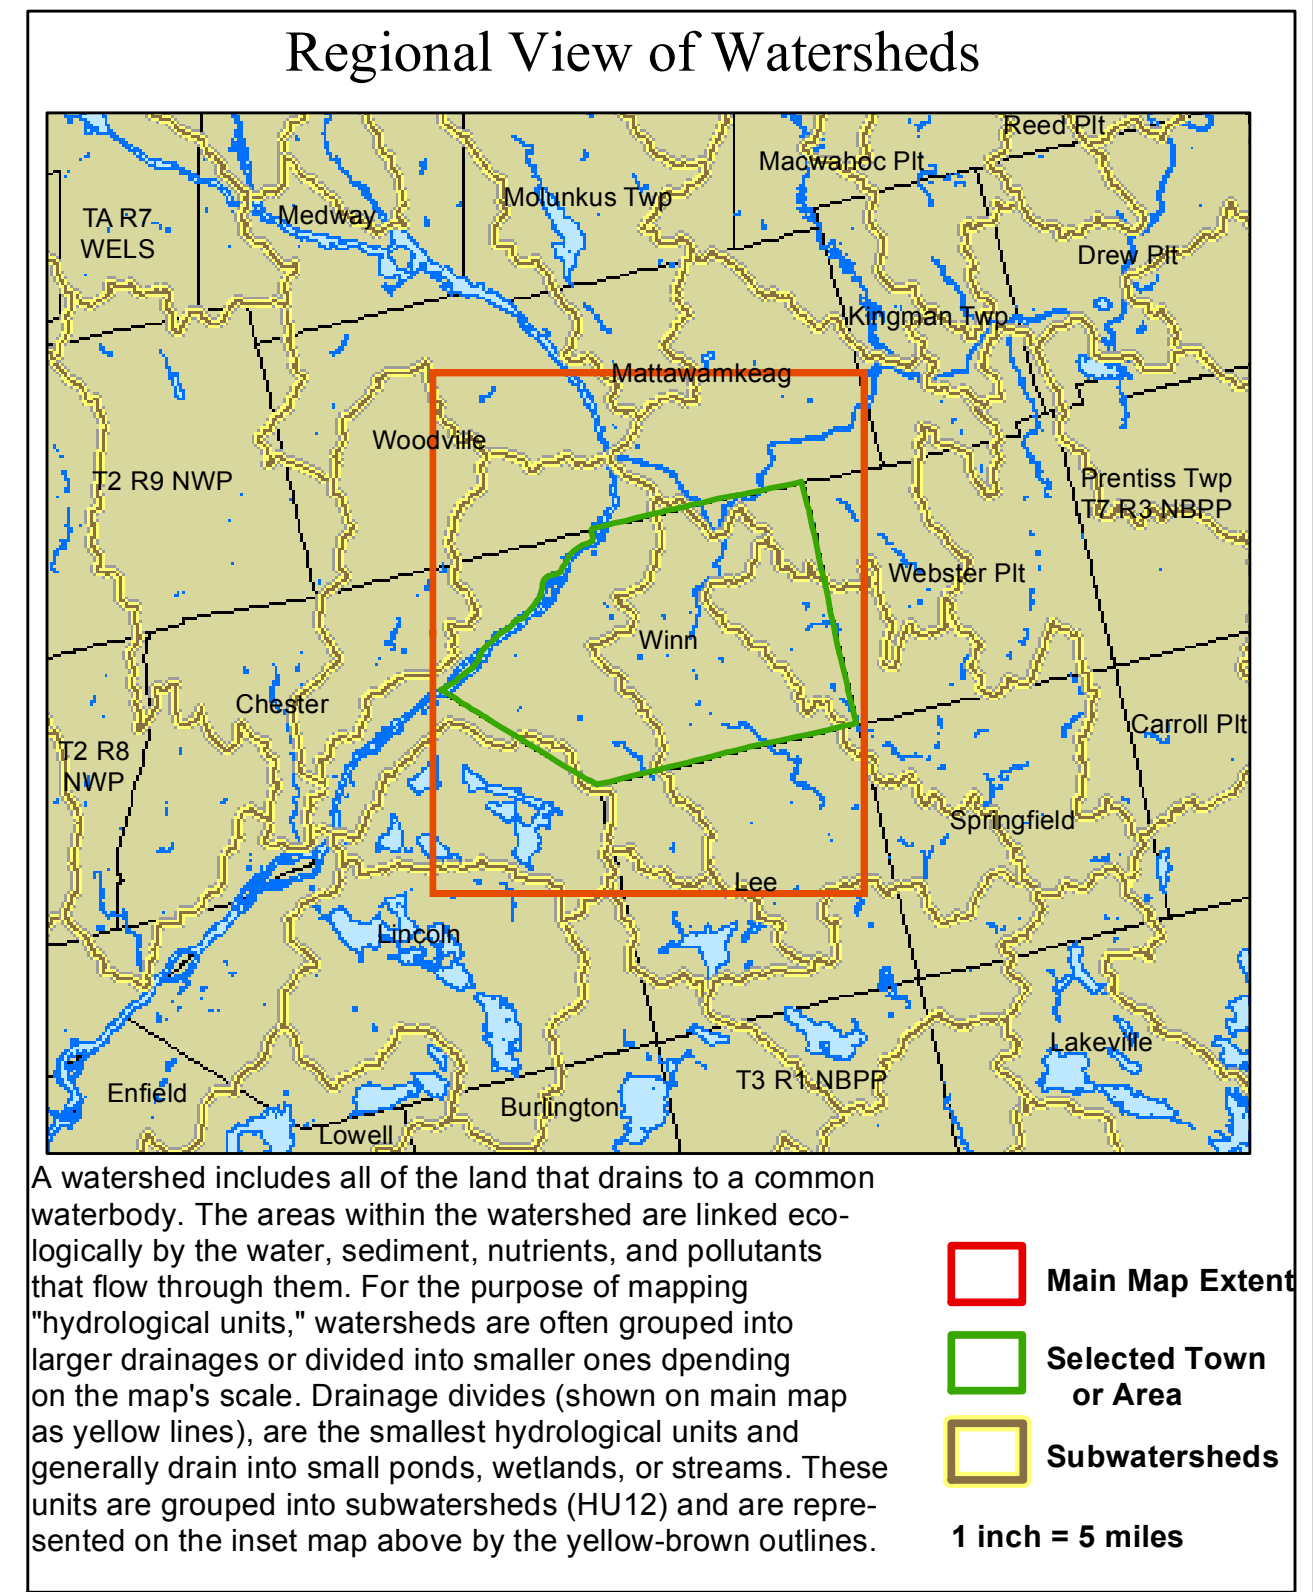 Regional View of Watersheds
Reed Plt
Macwahoc Plt
Molunkus Twp
TA R7
WELS
Medway
Drew Plt
Kingman Twp
Mattawamkeag
Woodville
T2 R9 NWP
Prentiss Twp
T7 R3 NBPP
Webster Plt
Winn
Chester
Carroll Plt
T2 R8
NWP
Springfield
Lee
Lincoln
Lakeville
T3 R1 NBPP
Enfield
Burlington
Lowell
A watershed includes all of the land that drains to a common
waterbody. The areas within the watershed are linked eco-
logically by the water, sediment, nutrients, and pollutants
that flow through them. For the purpose of mapping
"hydrological units," watersheds are often grouped into
larger drainages or divided into smaller ones dpending
on the map's scale. Drainage divides (shown on main map
as yellow lines), are the smallest hydrological units and
generally drain into small ponds, wetlands, or streams. These
units are grouped into subwatersheds (HU12) and are repre-
sented on the inset map above by the yellow-brown outlines.
Main Map Extent
Selected Town
or Area
Subwatersheds
1 inch = 5 miles